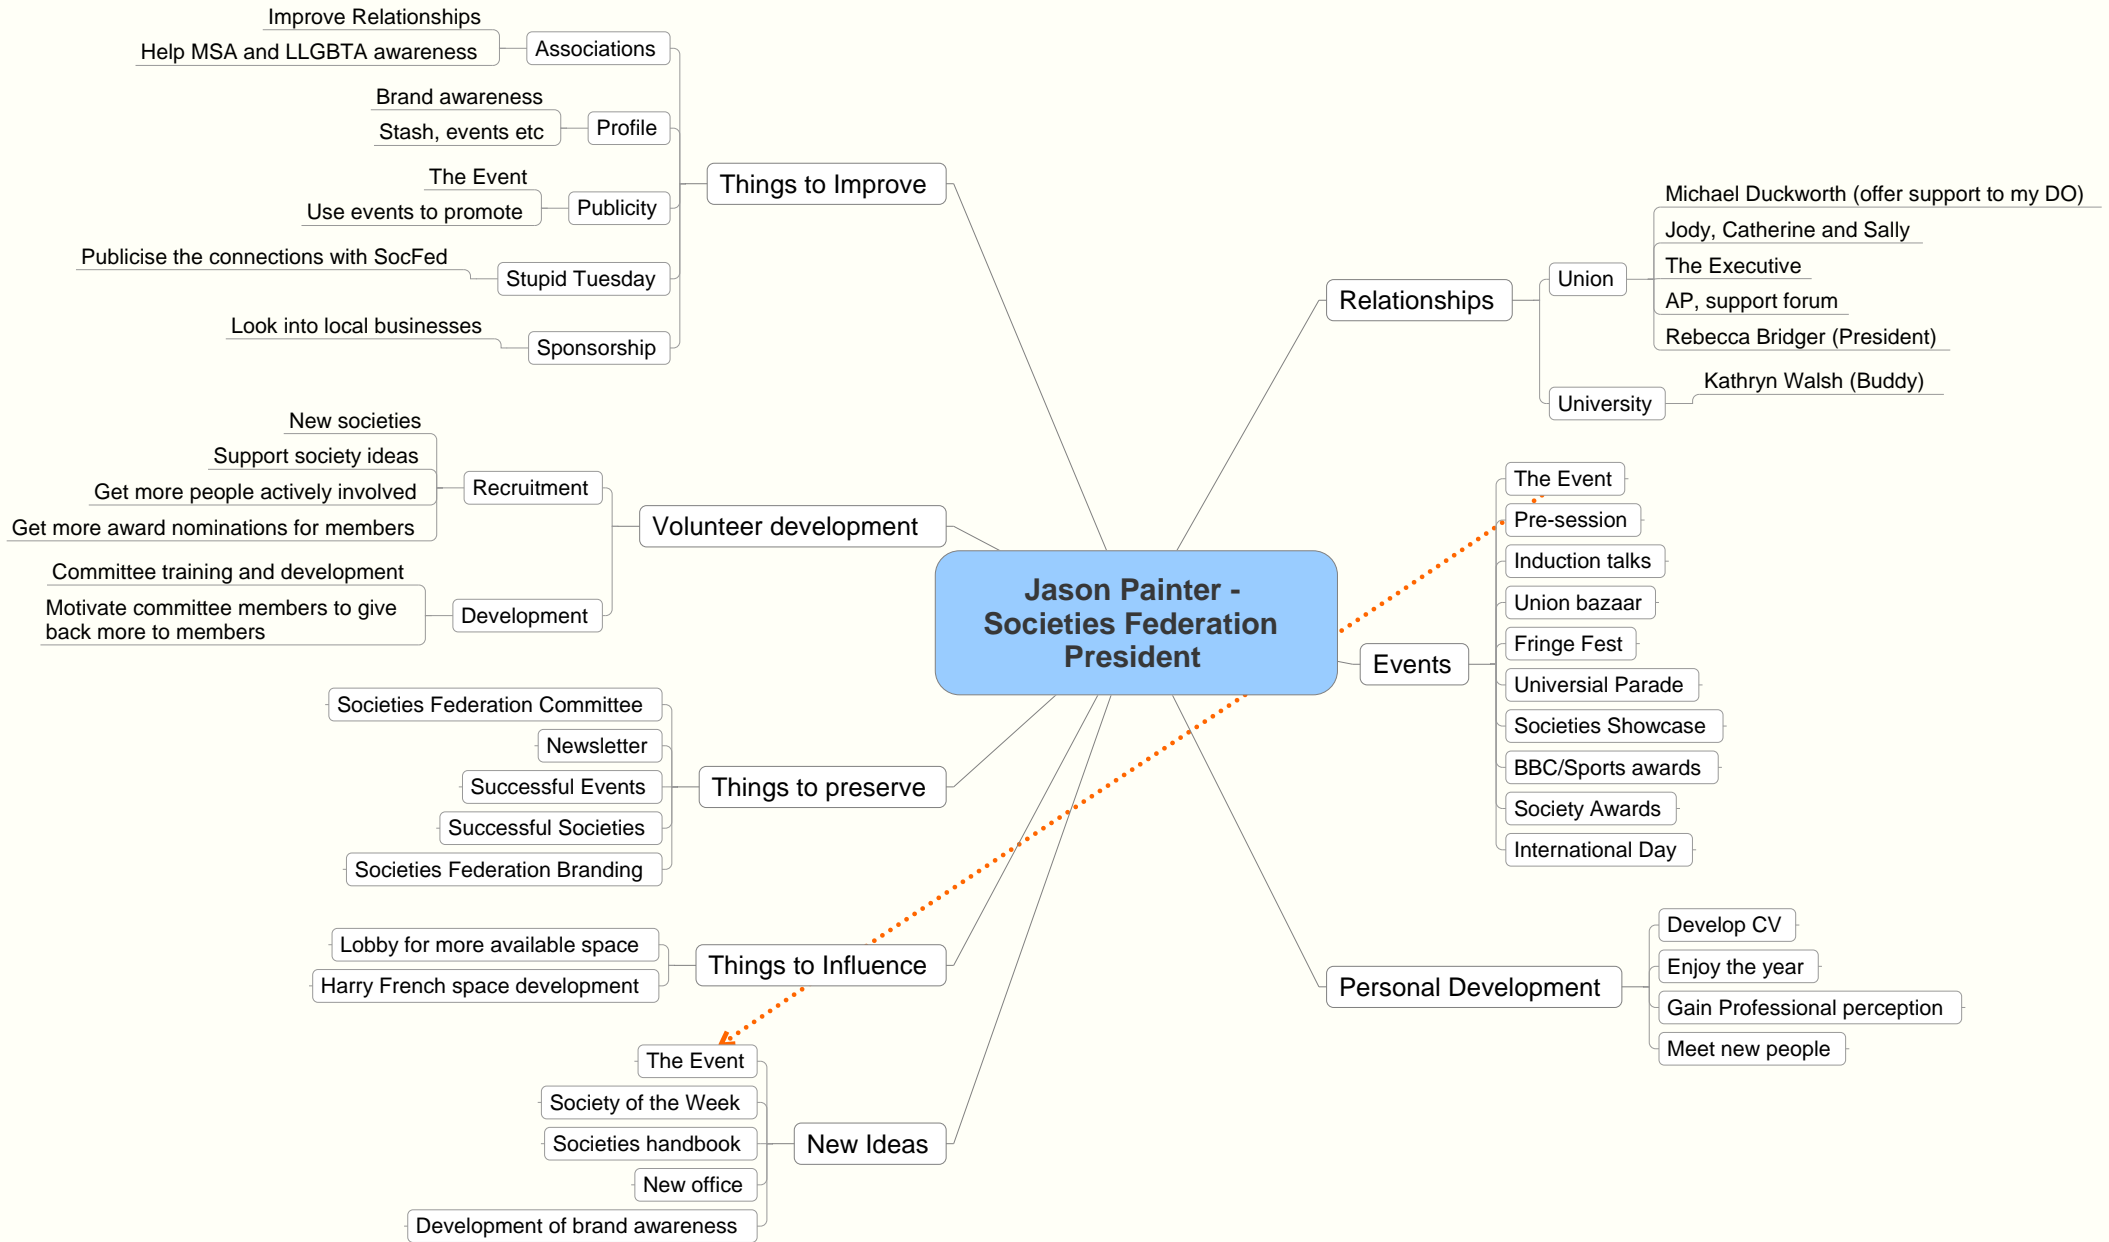 Jason Painter -
Societies Federation
President
Things to Improve
Associations
Improve Relationships
Help MSA and LLGBTA awareness
Profile
Brand awareness
Stash, events etc
Publicity
The Event
Use events to promote
Stupid Tuesday
Publicise the connections with SocFed
Sponsorship
Look into local businesses
Volunteer development
Recruitment
New societies
Support society ideas
Get more people actively involved
Get more award nominations for members
Development
Committee training and development
Motivate committee members to give
back more to members
Things to preserve
Societies Federation Committee
Newsletter
Successful Events
Successful Societies
Societies Federation Branding
Things to Influence
Lobby for more available space
Harry French space development
New Ideas
The Event
Society of the Week
Societies handbook
New office
Development of brand awareness
Relationships
Union
Michael Duckworth (offer support to my DO)
Jody, Catherine and Sally
The Executive
AP, support forum
Rebecca Bridger (President)
University
Kathryn Walsh (Buddy)
Events
The Event
Pre-session
Induction talks
Union bazaar
Fringe Fest
Universial Parade
Societies Showcase
BBC/Sports awards
Society Awards
International Day
Personal Development
Develop CV
Enjoy the year
Gain Professional perception
Meet new people